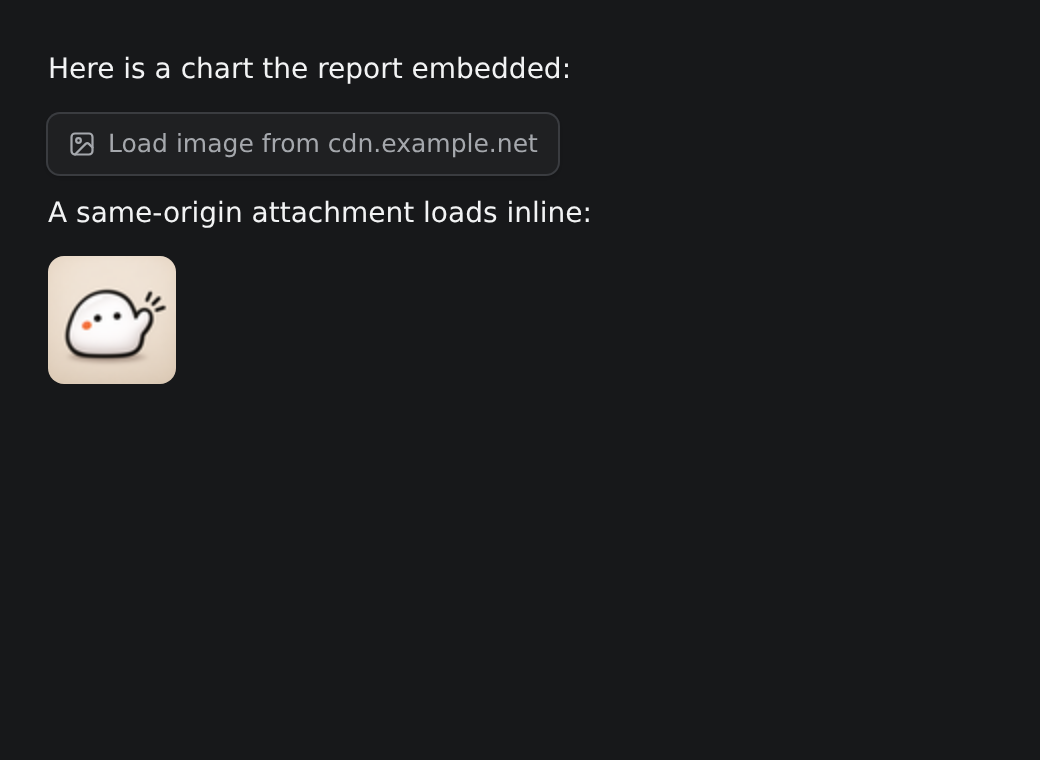 Here is a chart the report embedded:
Load image from cdn.example.net
A same-origin attachment loads inline: